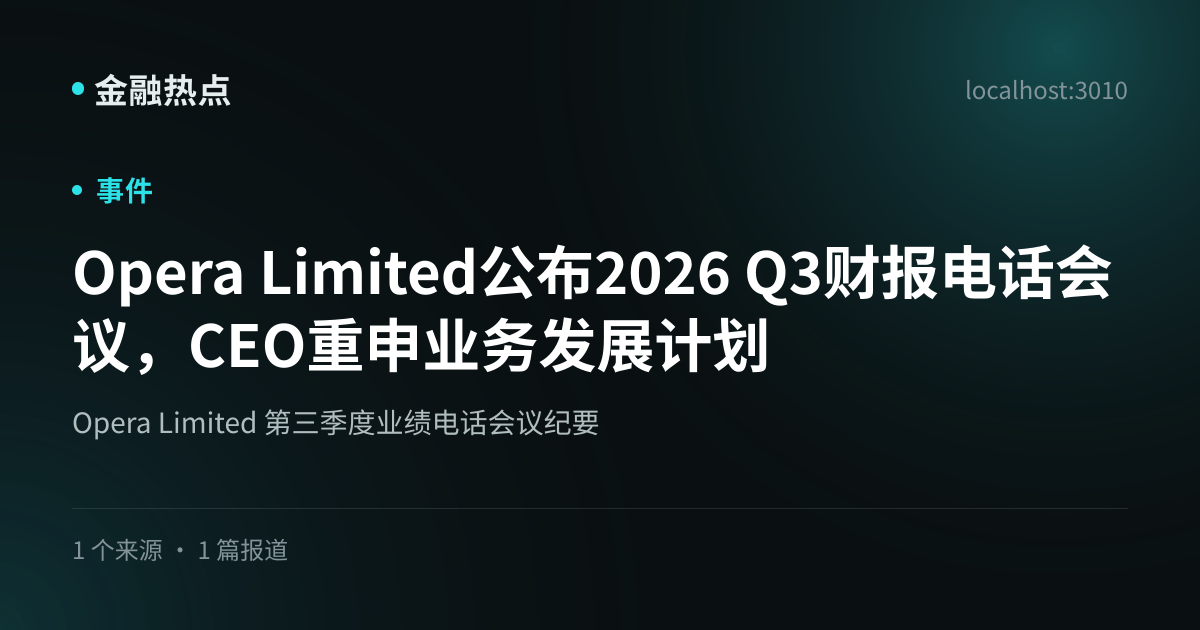 金融热点
localhost:3010
事件
Opera Limited公布2026 Q3财报电话会
议，CEO重申业务发展计划
Opera Limited 第三季度业绩电话会议纪要
1 个来源 · 1 篇报道